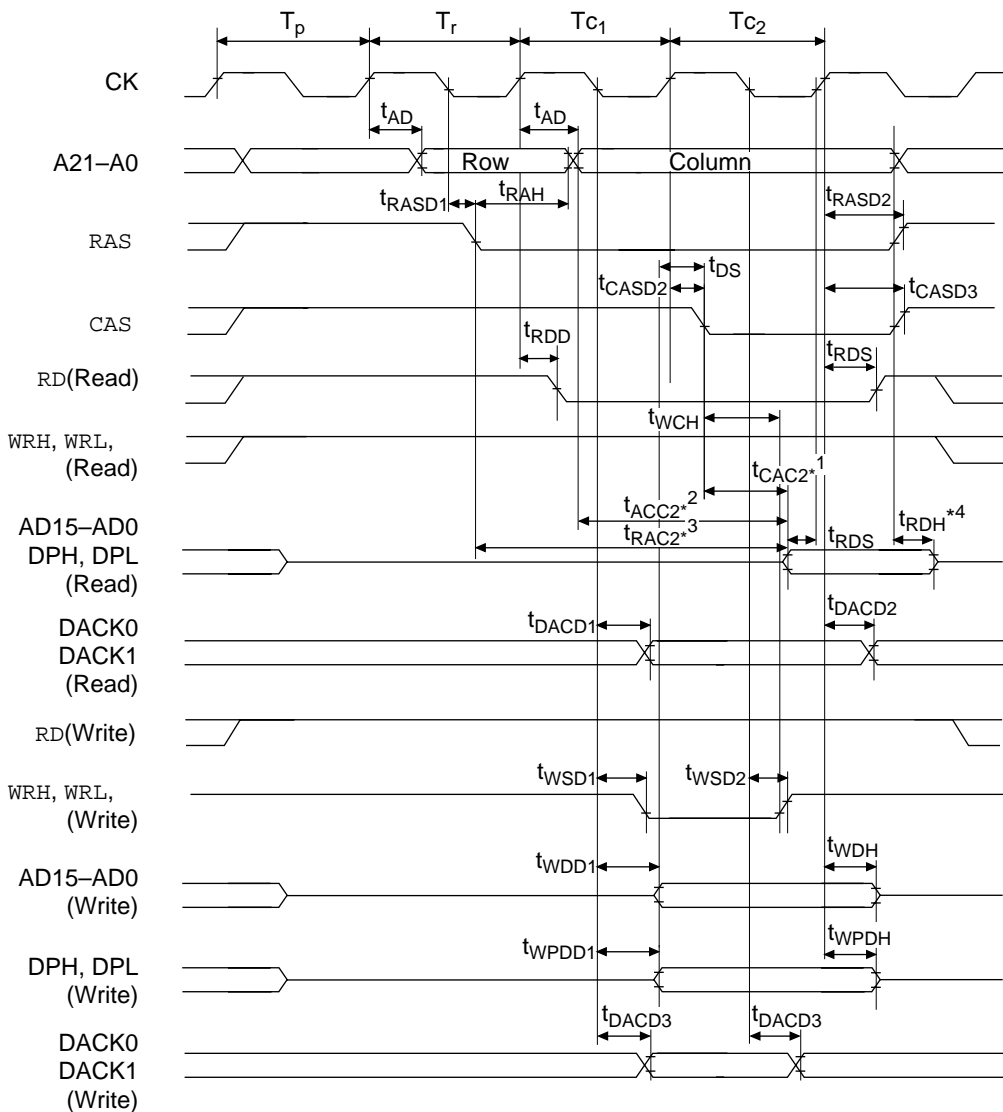 Tp Tr Tc1 Tc2
CK
tAD tAD
A21–A0 Row Column
tRASD1 tRAH tRASD2
RAS
tDS
tCASD2 tCASD3
CAS
tRDD tRDS
RD(Read)
tWCH
WRH, WRL,
(Read)
tCAC2*1
tACC2*2
AD15–AD0
DPH, DPL
(Read)
tRAC2*3 tRDS tRDH*4
tDACD1 tDACD2
DACK0
DACK1
(Read)
RD(Write)
tWSD1 tWSD2
WRH, WRL,
(Write)
tWDD1 tWDH
AD15–AD0
(Write)
tWPDD1 tWPDH
DPH, DPL
(Write)
tDACD3 tDACD3
DACK0
DACK1
(Write)